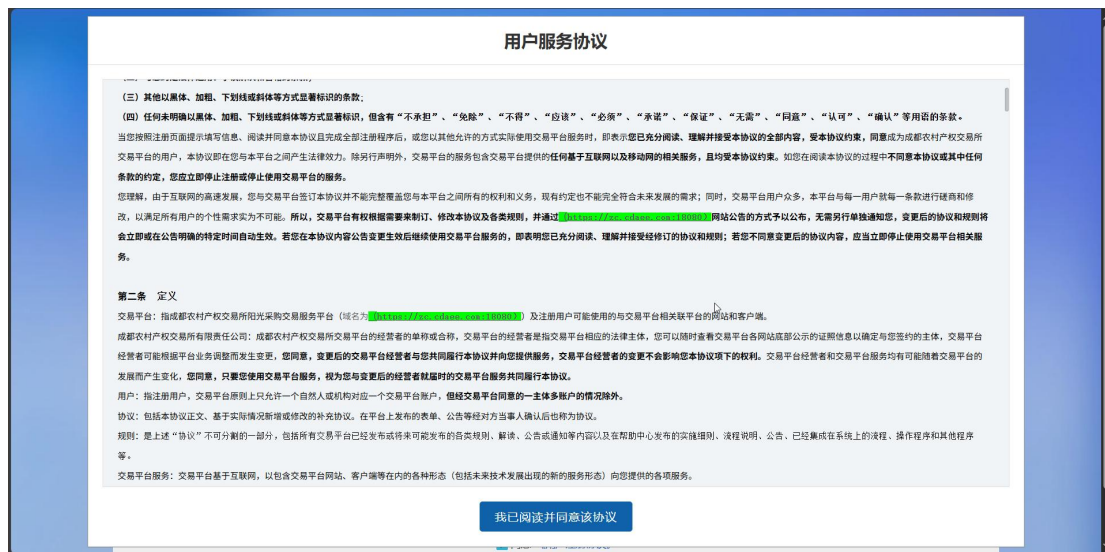 用户服务协议
（三）其他以黑体、加粗、下划线或斜体等方式显著标识的条款；
（四）任何未明确以黑体、加粗、下划线或斜体等方式显著标识，但含有“不承担”、“免除”、“不得”、“应该”、“必须”、“承诺”、“保证”、“无需”、“同意”、“认可”、“确认”等用语的条款。
当您按照注册页面提示填写信息、阅读并同意本协议且完成全部注册程序后，或您以其他允许的方式实际使用交易平台服务时，即表示您已充分阅读、理解并接受本协议的全部内容，受本协议约束，同意成为成都农村产权交易所
交易平台的用户，本协议即在您与本平台之间产生法律效力。除另行声明外，交易平台的服务包含交易平台提供的任何基于互联网以及移动网的相关服务，且均受本协议约束。如您在阅读本协议的过程中不同意本协议或其中任何
条款的约定，您应立即停止注册或停止使用交易平台的服务。
您理解，由于互联网的高速发展，您与交易平台签订本协议并不能完整覆盖您与本平台之间所有的权利和义务，现有约定也不能完全符合未来发展的需求；同时，交易平台用户众多，本平台与每一用户就每一条款进行磋商和修
改，以满足所有用户的个性需求实为不可能。所以，交易平台有权根据需要来制订、修改本协议及各类规则，并通过（https://zc.cdaee.com:18080）网站公告的方式予以公布，无需另行单独通知您，变更后的协议和规则将
会立即或在公告明确的特定时间自动生效。若您在本协议内容公告变更生效后继续使用交易平台服务的，即表明您已充分阅读、理解并接受经修订的协议和规则；若您不同意变更后的协议内容，应当立即停止使用交易平台相关服
务。
第二条 定义
交易平台：指成都农村产权交易所阳光采购交易服务平台（域名为（https://zc.cdaee.com:18080））及注册用户可能使用的与交易平台相关联平台的网站和客户端。
成都农村产权交易所有限责任公司：成都农村产权交易所交易平台的经营者的单称或合称，交易平台的经营者是指交易平台相应的法律主体，您可以随时查看交易平台各网站底部公示的证照信息以确定与您签约的主体，交易平台
经营者可能根据平台业务调整而发生变更，您同意，变更后的交易平台经营者与您共同履行本协议并向您提供服务，交易平台经营者的变更不会影响您本协议项下的权利。交易平台经营者和交易平台服务均有可能随着交易平台的
发展而产生变化，您同意，只要您使用交易平台服务，视为您与变更后的经营者就届时的交易平台服务共同履行本协议。
用户：指注册用户，交易平台原则上只允许一个自然人或机构对应一个交易平台账户，但经交易平台同意的一主体多账户的情况除外。
协议：包括本协议正文、基于实际情况新增或修改的补充协议。在平台上发布的表单、公告等经对方当事人确认后也称为协议。
规则：是上述“协议”不可分割的一部分，包括所有交易平台已经发布或将来可能发布的各类规则、解读、公告或通知等内容以及在帮助中心发布的实施细则、流程说明、公告、已经集成在系统上的流程、操作程序和其他程序
等。
交易平台服务：交易平台基于互联网，以包含交易平台网站、客户端等在内的各种形态（包括未来技术发展出现的新的服务形态）向您提供的各项服务。
我已阅读并同意该协议